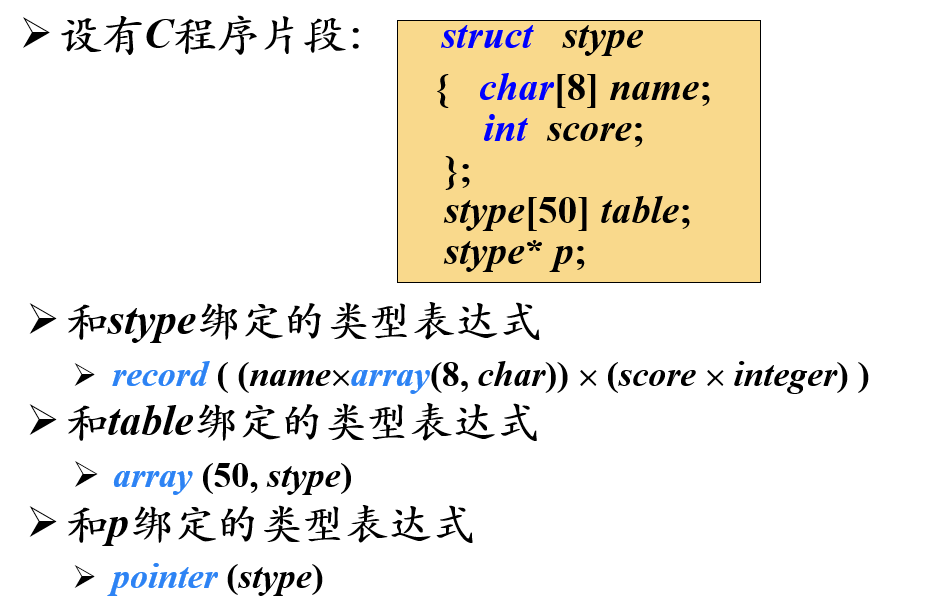 ➢ 设有C程序片段:
struct stype
{ char[8] name;
int score;
};
stype[50] table;
stype* p;
➢ 和stype绑定的类型表达式
➢ record ( (name×array(8, char)) × (score × integer) )
➢ 和table绑定的类型表达式
➢ array (50, stype)
➢ 和p绑定的类型表达式
➢ pointer (stype)